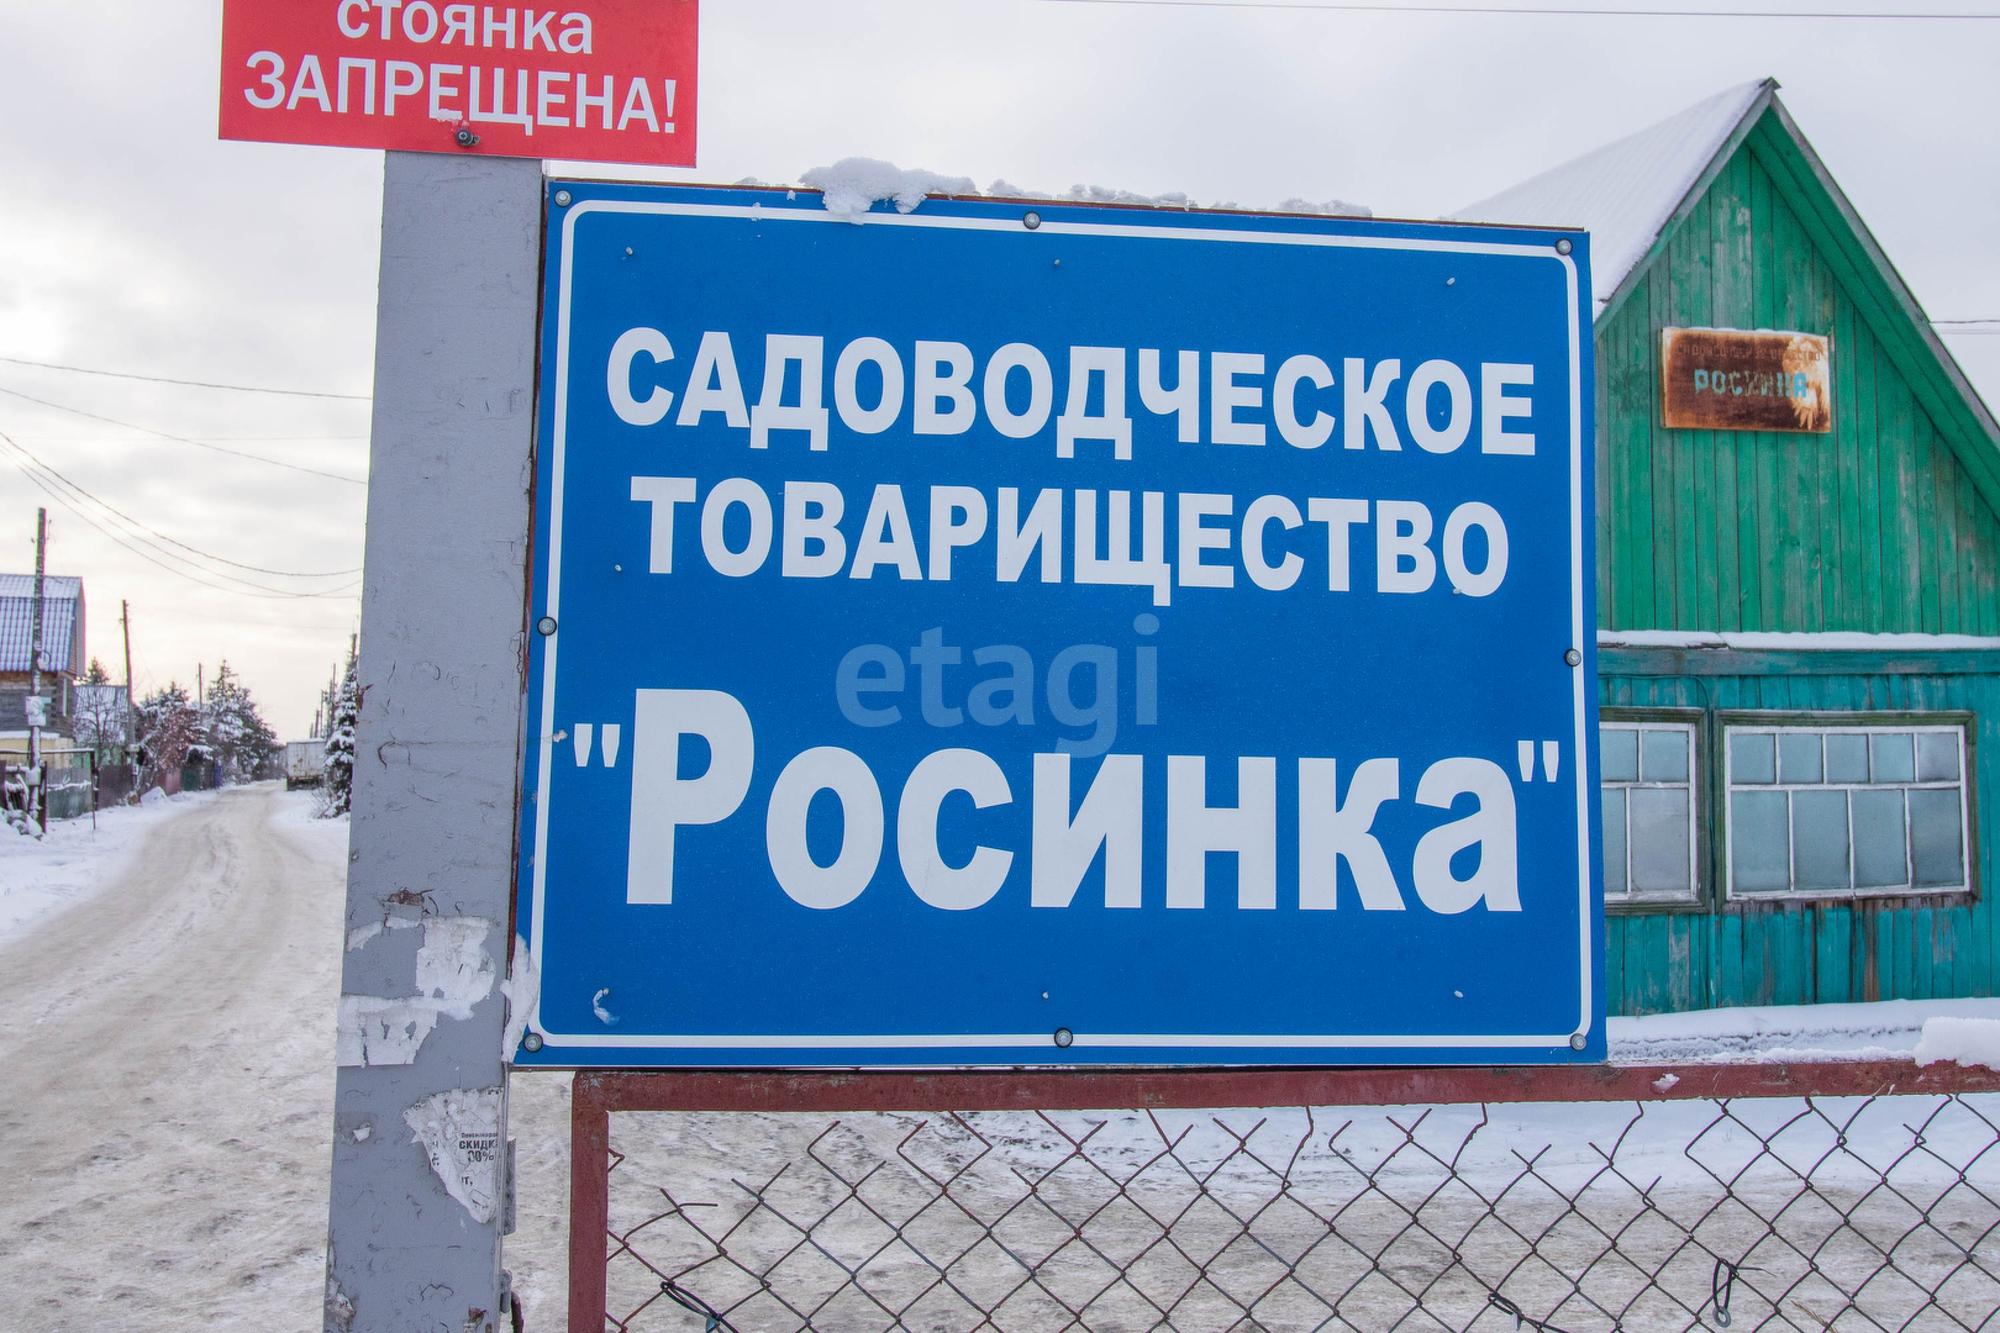 стоянка
ЗАПРЕЩЕНА!
САДОВОДЧЕСКОЕ
ТОВАРИЩЕСТВО
"Росинка"
etagi
РОСИНКА